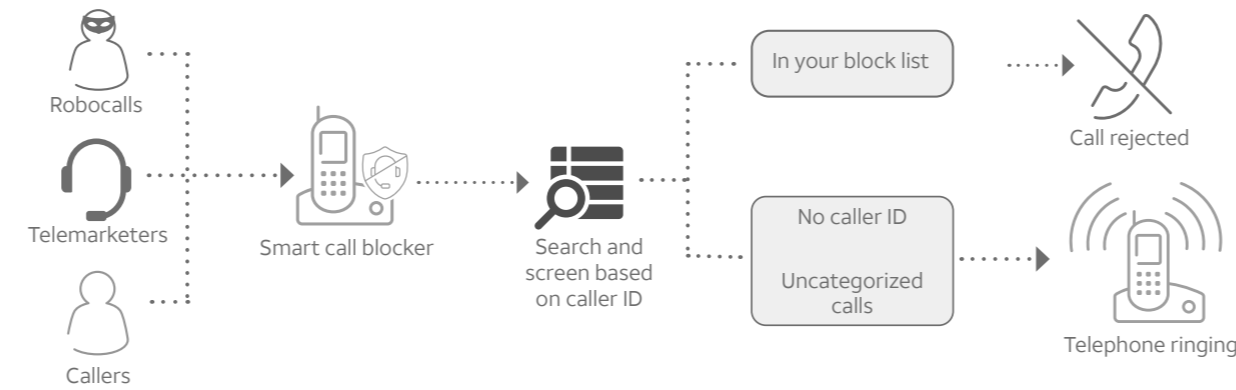 Robocalls
Telemarketers
Callers
Smart call blocker
Search and
screen based
on caller ID
In your block list
No caller ID
Uncategorized
calls
Call rejected
Telephone ringing